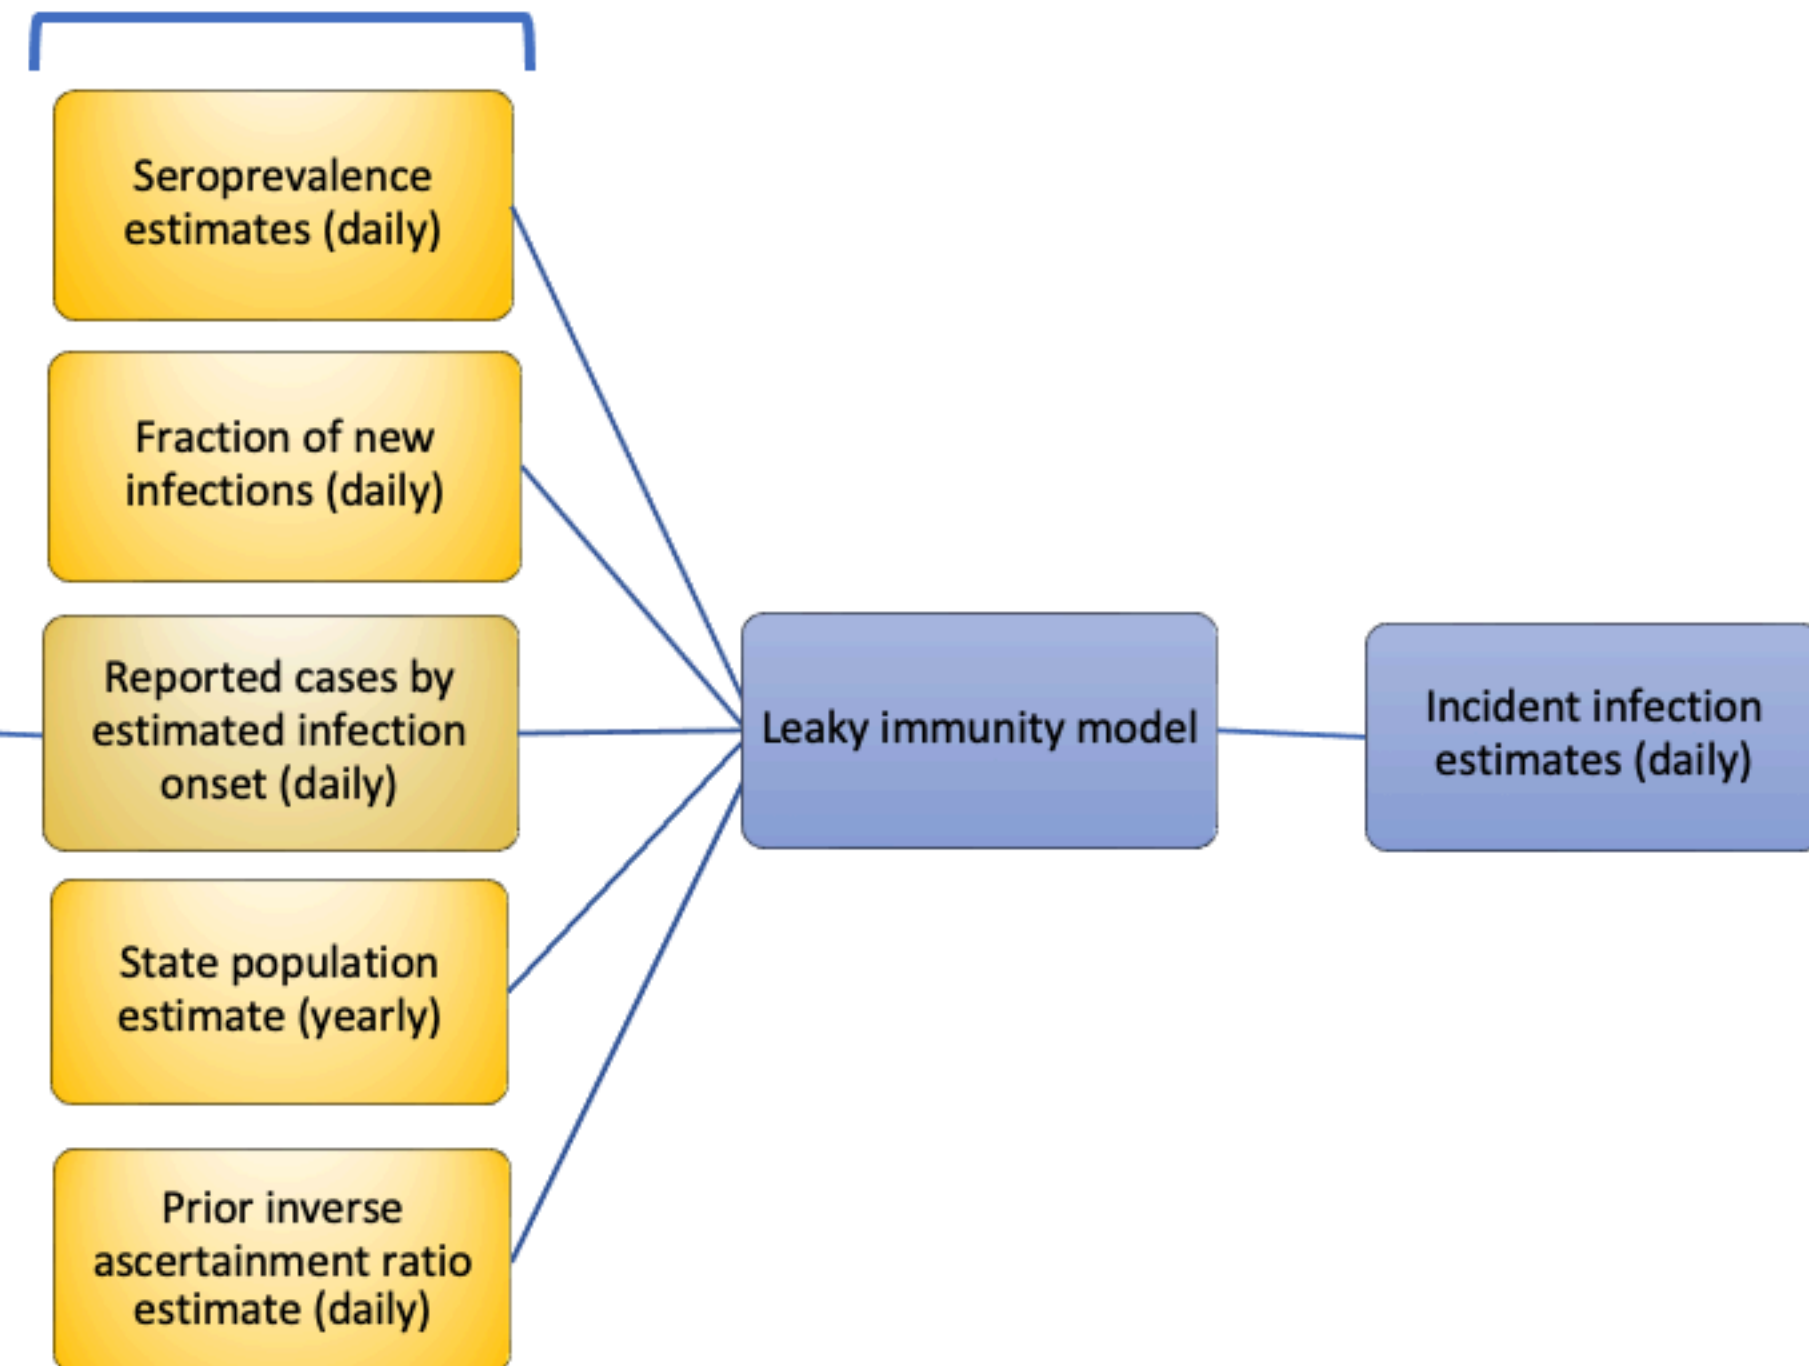 Seroprevalence
estimates (daily)
Fraction of new
infections (daily)
Reported cases by
estimated infection
onset (daily)
State population
estimate (yearly)
Prior inverse
ascertainment ratio
estimate (daily)
Leaky immunity model
Incident infection
estimates (daily)